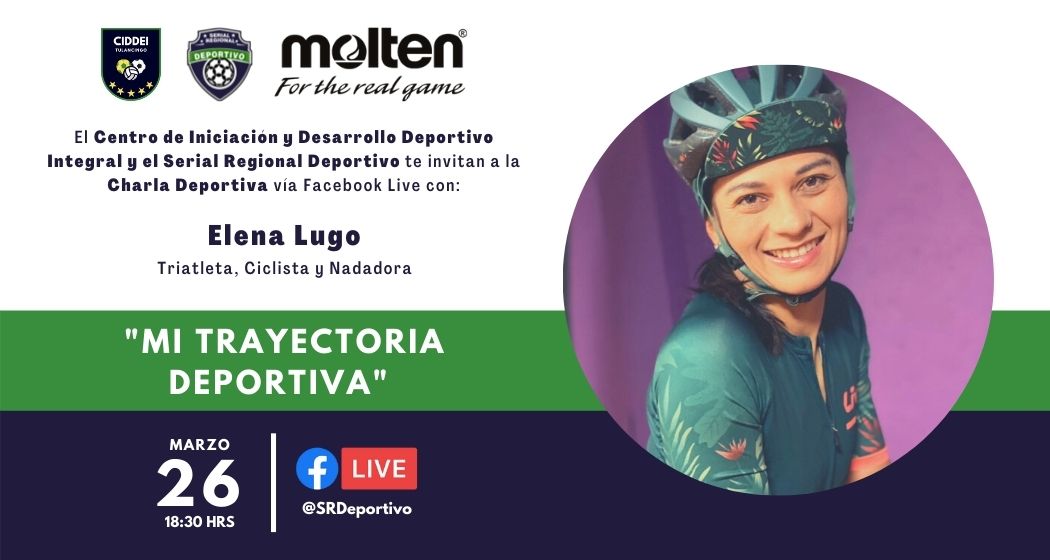 CIDDEI
TULANCINGO
SERIAL
REGIONAL
DEPORTIVO
molten®
For the real game
El Centro de Iniciación y Desarrollo Deportivo
Integral y el Serial Regional Deportivo te invitan a la
Charla Deportiva vía Facebook Live con:
Elena Lugo
Triatleta, Ciclista y Nadadora
"MI TRAYECTORIA
DEPORTIVA"
MARZO
26
18:30 HRS
LIVE
@SRDeportivo